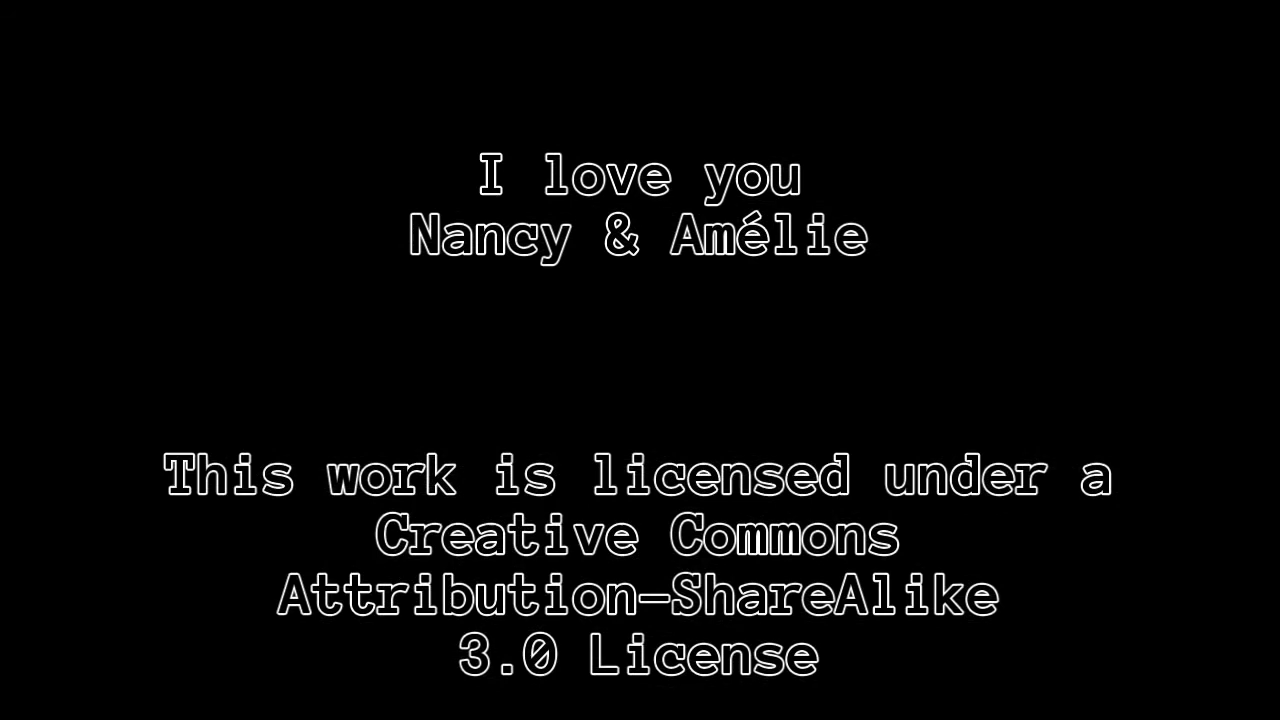 I love you
Nancy & Amélie
This work is licensed under a
Creative Commons
Attribution-ShareAlike
3.0 License